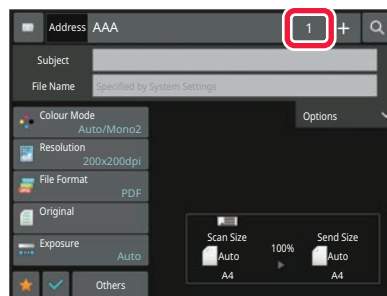 Address AAA 1 +
Subject
File Name Specified by System Settings
Colour Mode
Auto/Mono2
Options
Resolution
200x200dpi
File Format
PDF
Original
Exposure
Auto
Others
Scan Size 100% Send Size
Auto Auto
A4 A4